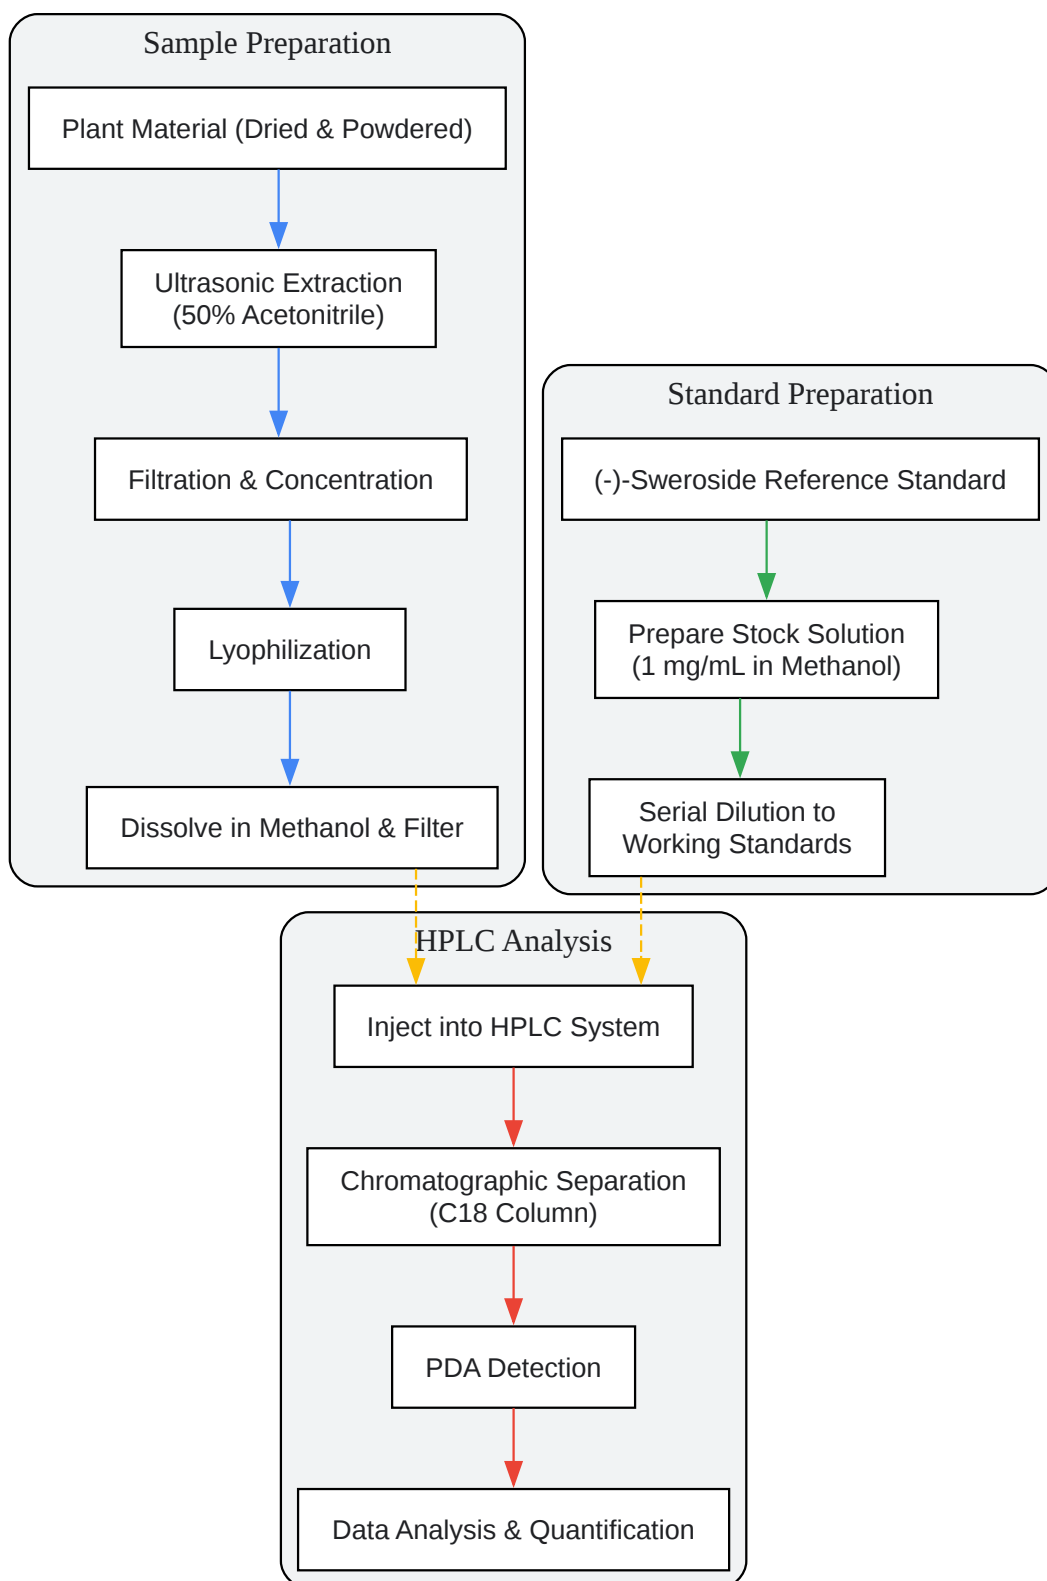 Sample Preparation
Plant Material (Dried & Powdered)
Ultrasonic Extraction
(50% Acetonitrile)
Filtration & Concentration
Lyophilization
Dissolve in Methanol & Filter
Standard Preparation
(-)-Sweroside Reference Standard
Prepare Stock Solution
(1 mg/mL in Methanol)
Serial Dilution to
Working Standards
HPLC Analysis
Inject into HPLC System
Chromatographic Separation
(C18 Column)
PDA Detection
Data Analysis & Quantification